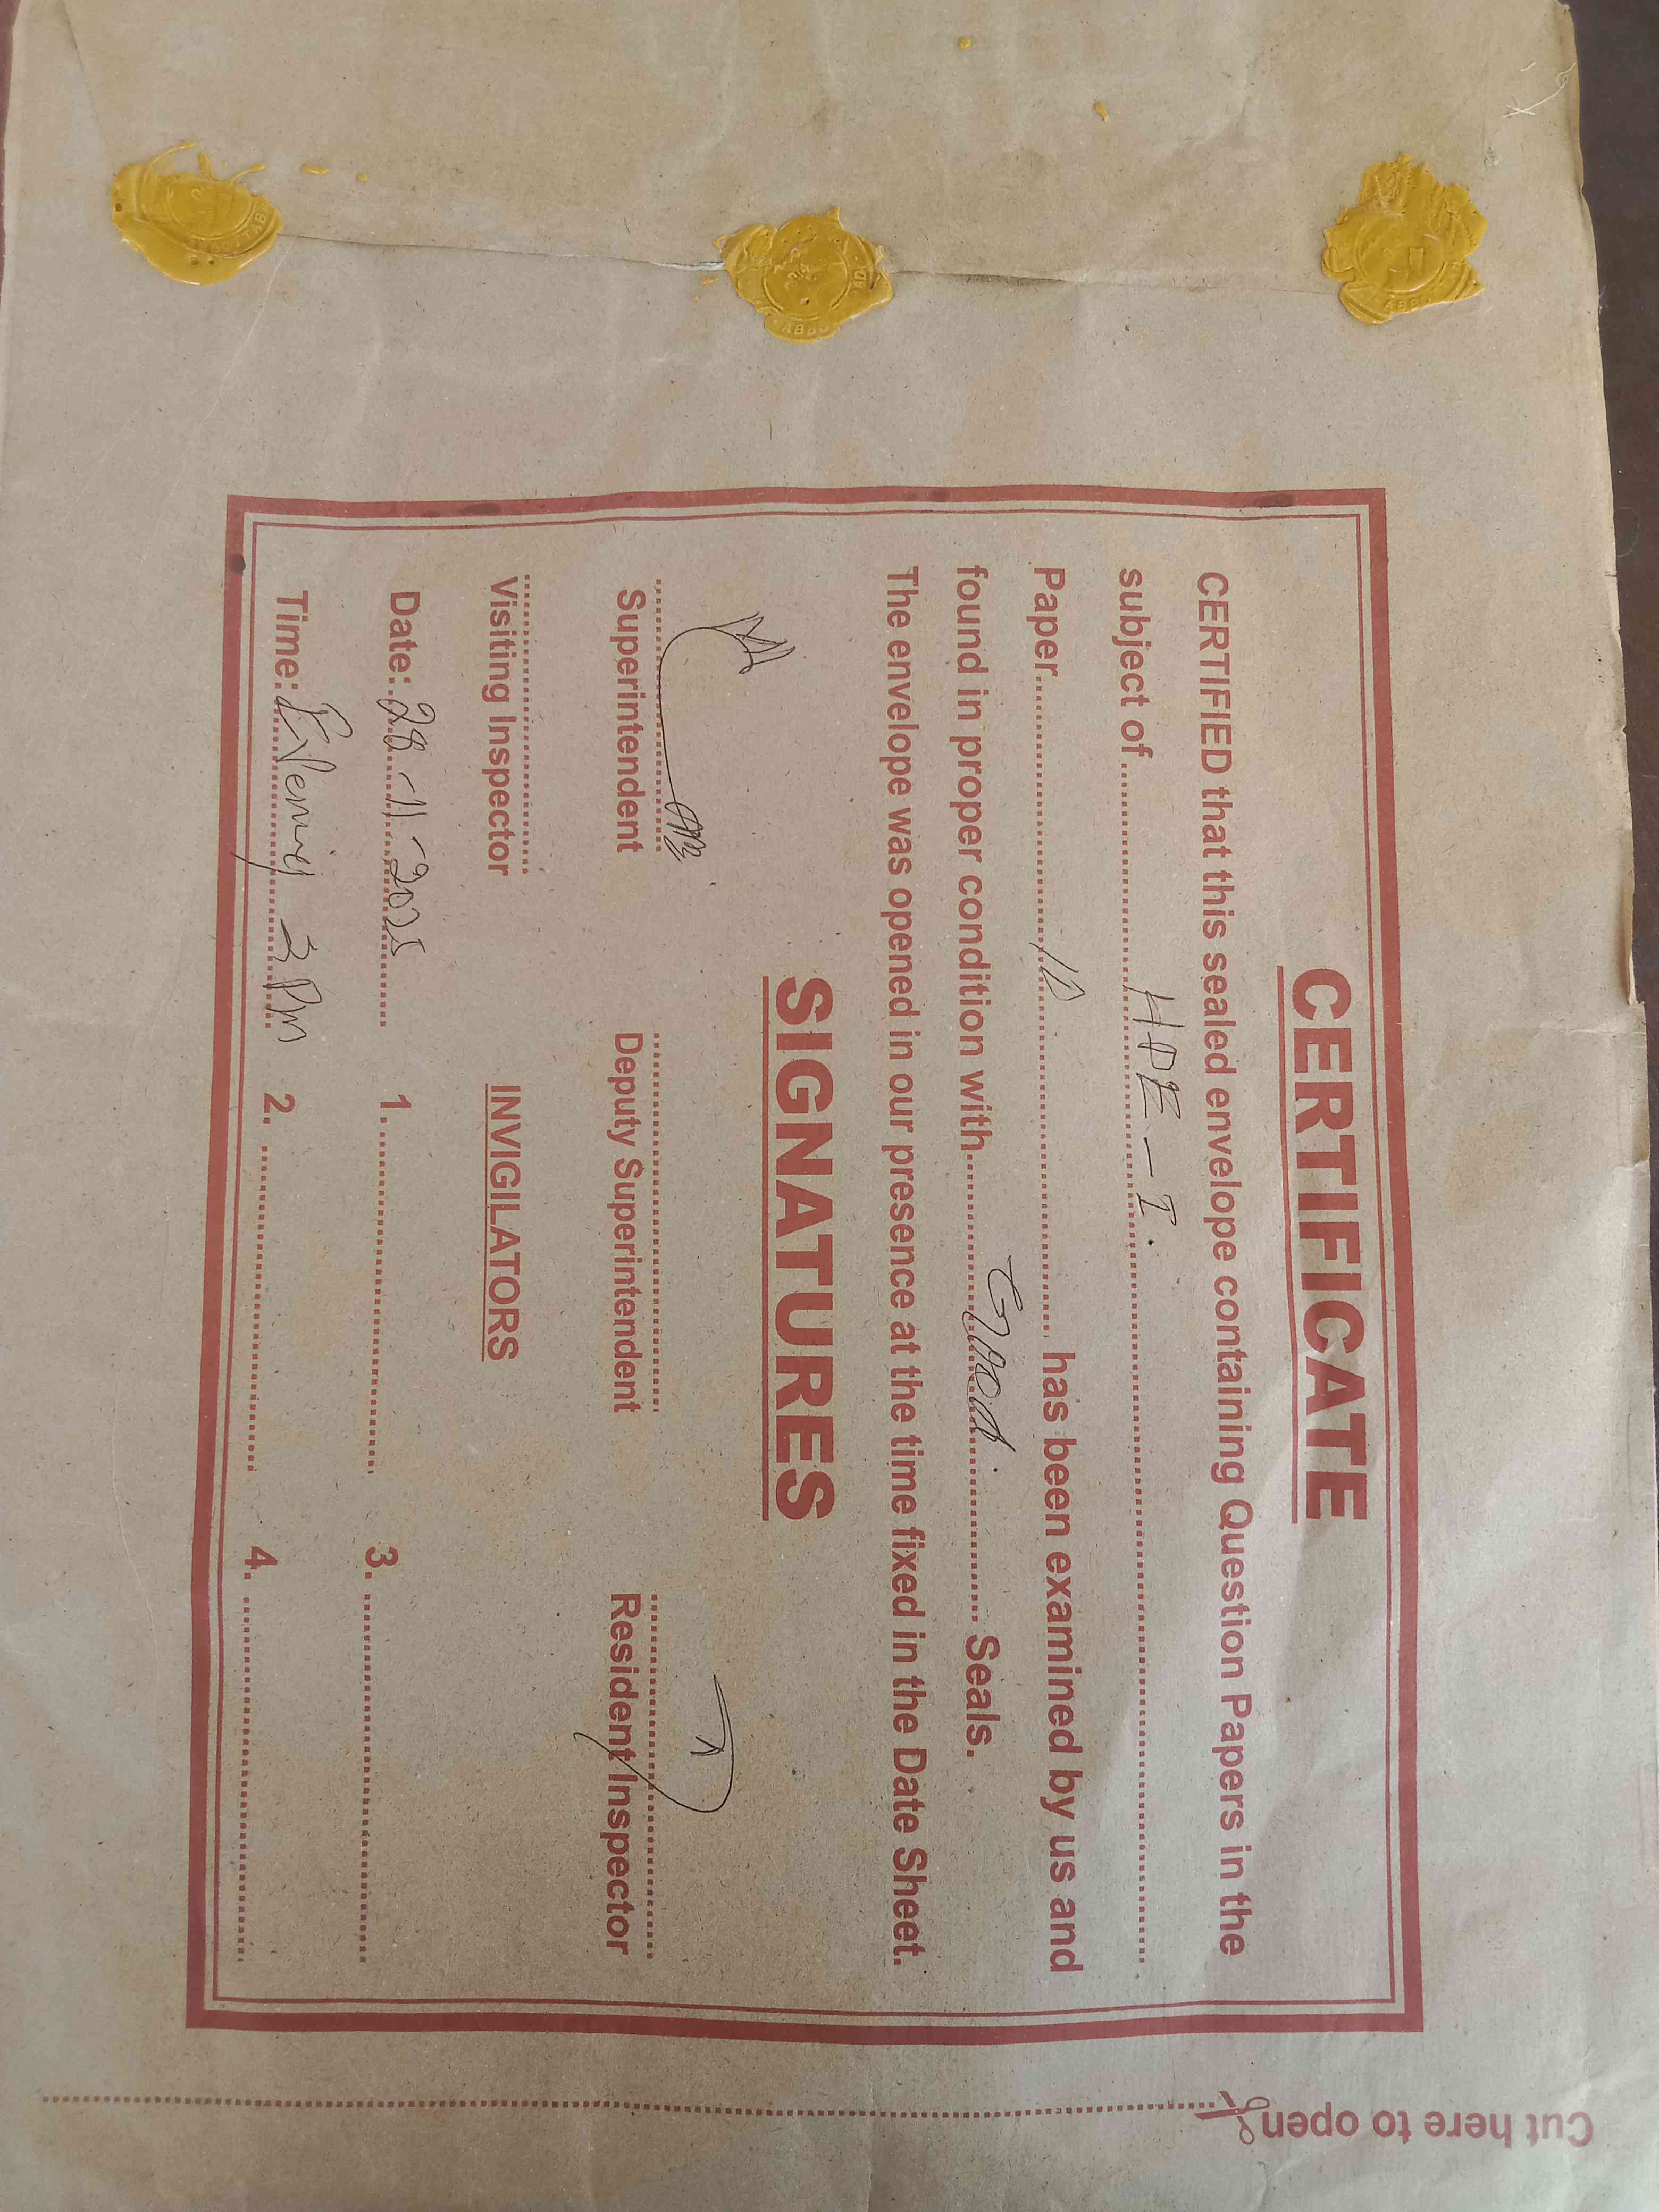 CERTIFICATE
CERTIFIED that this sealed envelope containing Question Papers in the
subject of.......... HPE - I. ..........
Paper.......... 10 .......... has been examined by us and
found in proper condition with.......... Good. .......... Seals.
The envelope was opened in our presence at the time fixed in the Date Sheet.
SIGNATURES
Superintendent Deputy Superintendent Resident Inspector
Visiting Inspector INVIGILATORS
Date: 28-11-2025 1. .......... 3. ..........
Time: Evening 3 Pm 2. .......... 4. ..........
Cut here to open